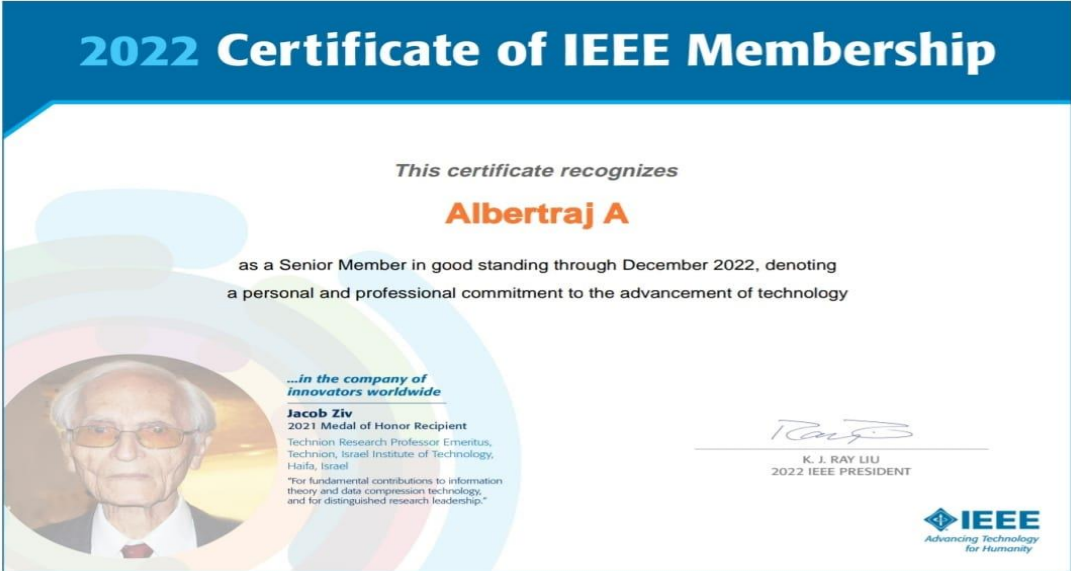 2022 Certificate of IEEE Membership
This certificate recognizes
Albertraj A
as a Senior Member in good standing through December 2022, denoting
a personal and professional commitment to the advancement of technology
...in the company of
innovators worldwide
Jacob Ziv
2021 Medal of Honor Recipient
Technion Research Professor Emeritus,
Technion, Israel Institute of Technology,
Haifa, Israel
"For fundamental contributions to information
theory and data compression technology,
and for distinguished research leadership."
K. J. RAY LIU
2022 IEEE PRESIDENT
IEEE
Advancing Technology
for Humanity